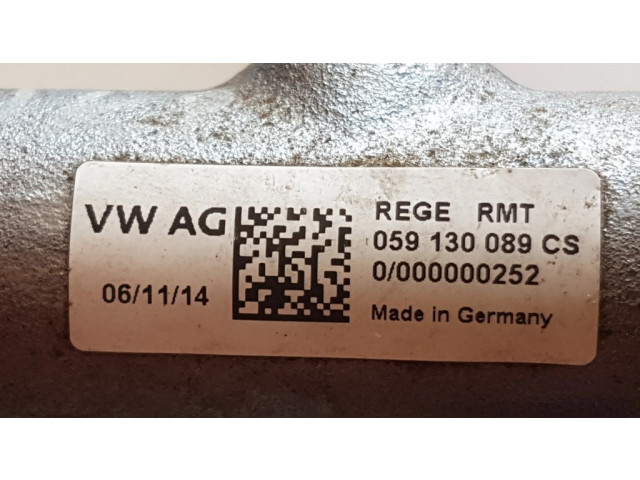 VW AG
06/11/14
REGE RMT
059 130 089 CS
0/000000252
Made in Germany